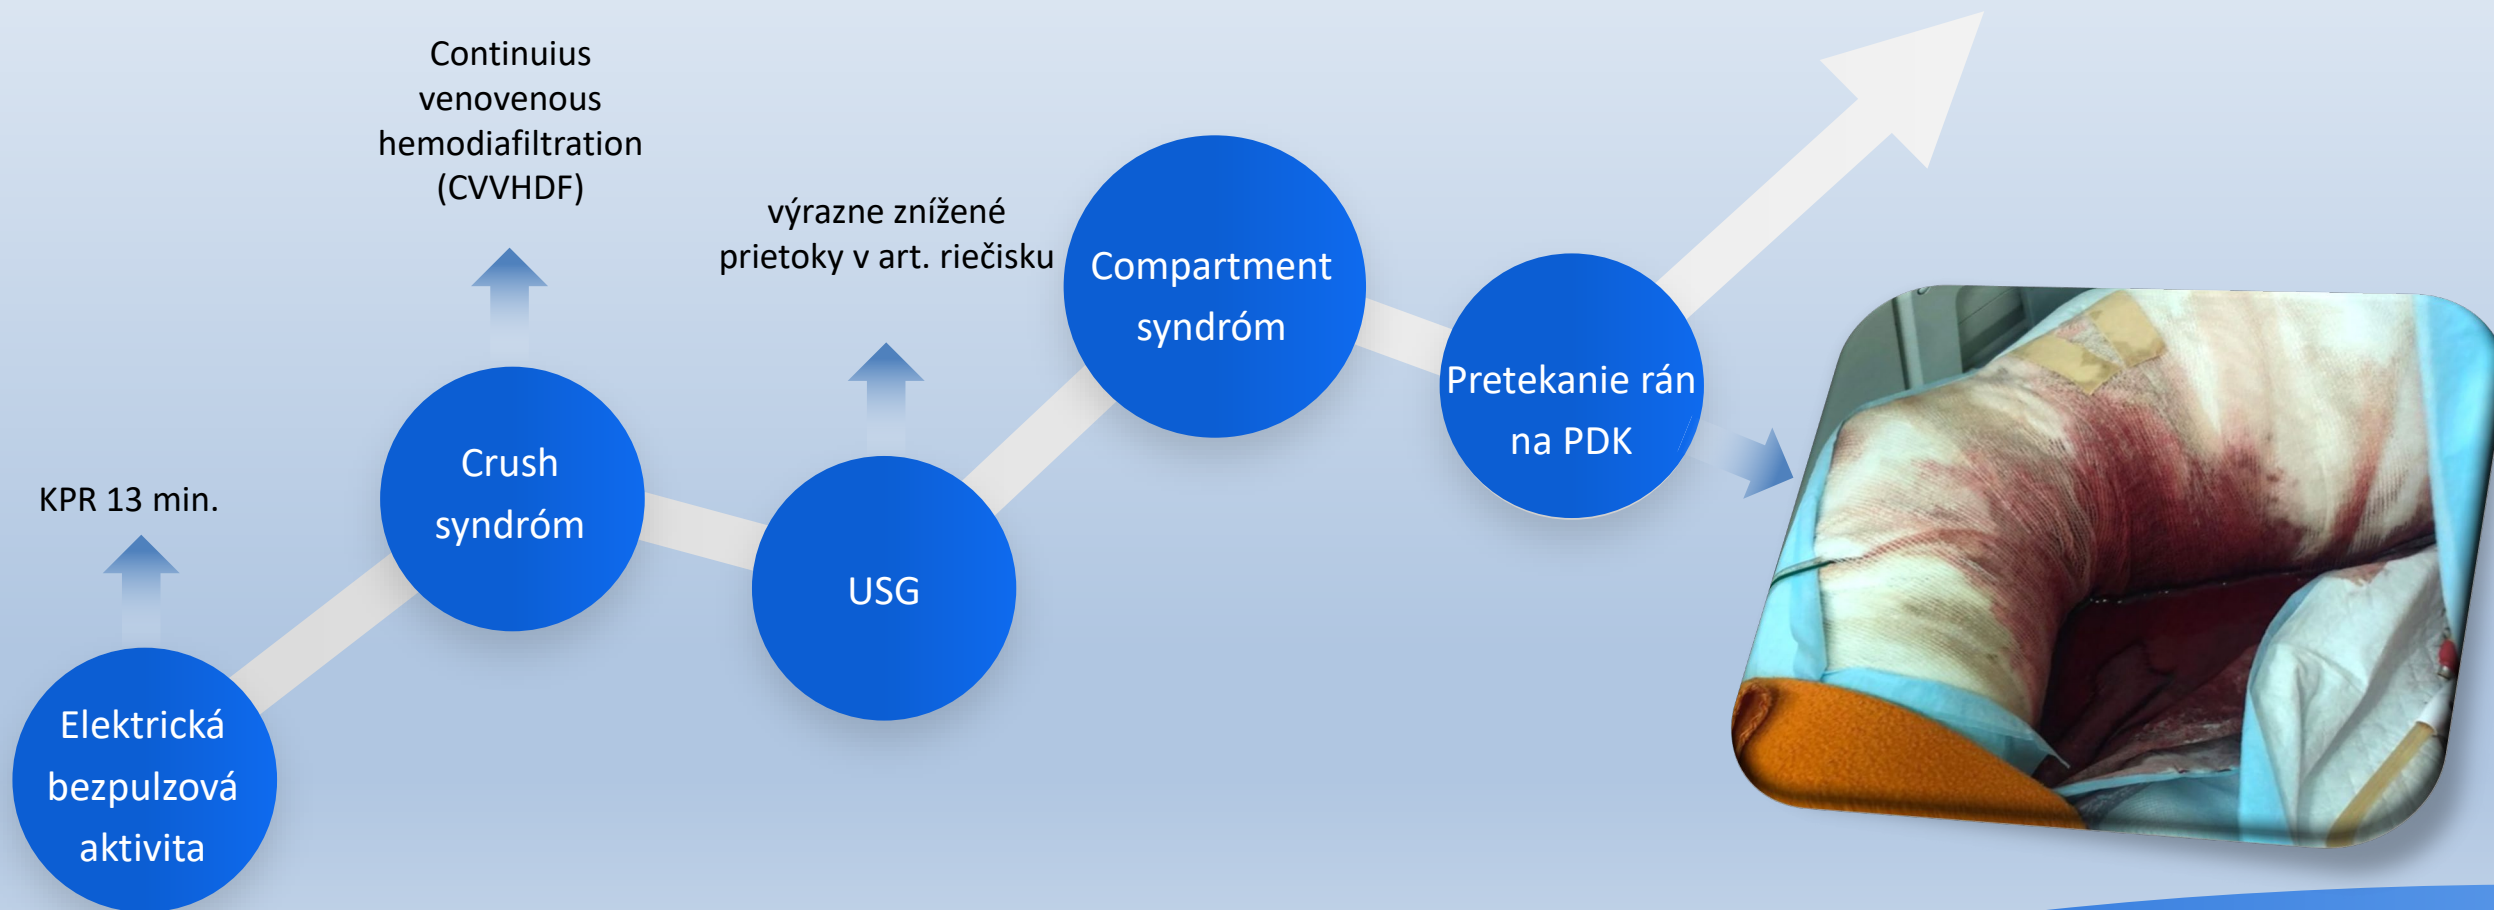 KPR 13 min.
Elektrická
bezpulzová
aktivita
Continuius
venovenous
hemodiafiltration
(CVVHDF)
Crush
syndróm
výrazne znížené
prietoky v art. riečisku
USG
Compartment
syndróm
Pretekanie rán
na PDK